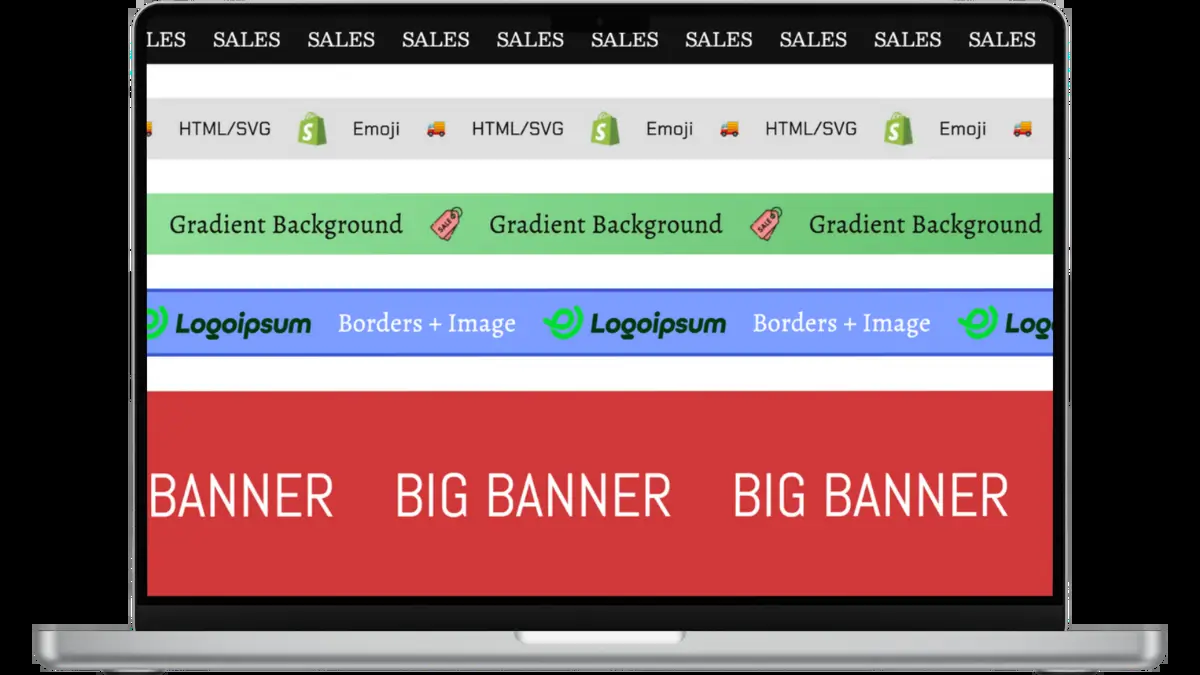 LES SALES SALES SALES SALES SALES SALES SALES SALES SALES
HTML/SVG S Emoji HTML/SVG S Emoji HTML/SVG S Emoji
Gradient Background SALE Gradient Background SALE Gradient Background
Logoipsum Borders + Image Logoipsum Borders + Image Log
BANNER BIG BANNER BIG BANNER